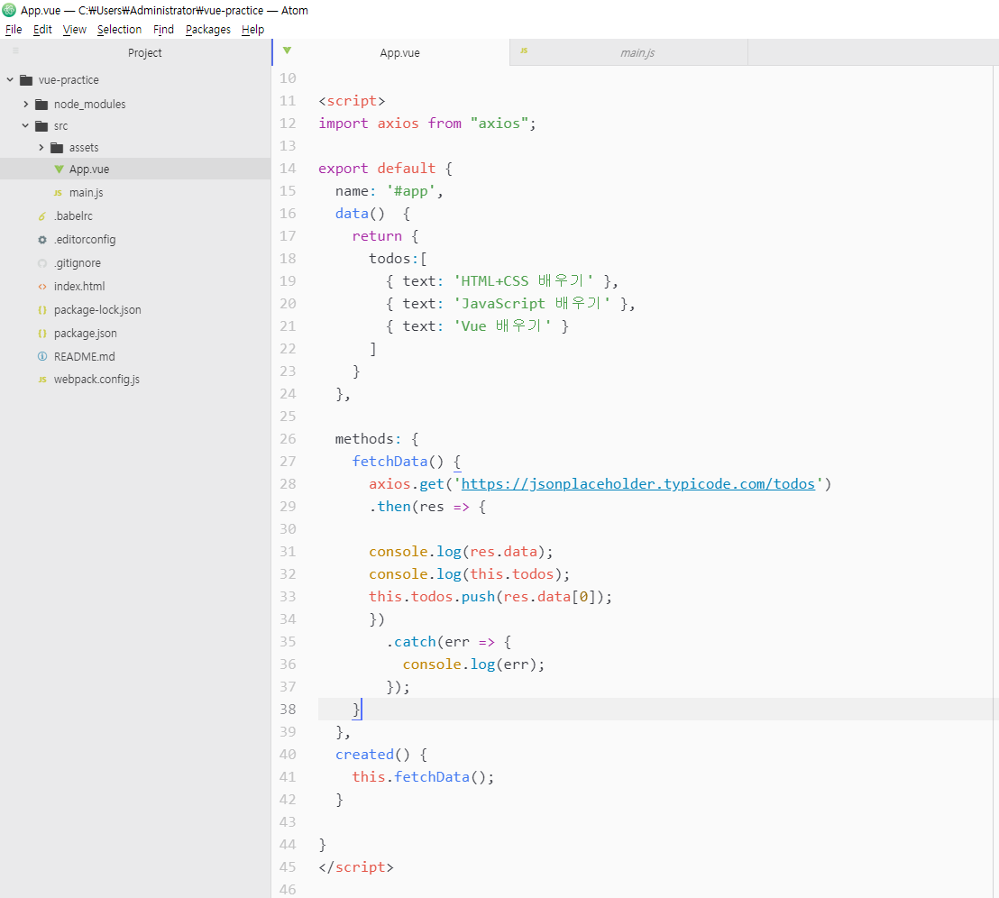 App.vue — C:₩Users₩Administrator₩vue-practice — Atom
File Edit View Selection Find Packages Help
Project
vue-practice
node_modules
src
assets
App.vue
JS main.js
.babelrc
.editorconfig
.gitignore
<> index.html
{} package-lock.json
{} package.json
README.md
JS webpack.config.js
App.vue
JS main.js
10
11 <script>
12 import axios from "axios";
13
14 export default {
15   name: '#app',
16   data()  {
17     return {
18       todos:[
19         { text: 'HTML+CSS 배우기' },
20         { text: 'JavaScript 배우기' },
21         { text: 'Vue 배우기' }
22       ]
23     }
24   },
25
26   methods: {
27     fetchData() {
28       axios.get('https://jsonplaceholder.typicode.com/todos')
29       .then(res => {
30
31       console.log(res.data);
32       console.log(this.todos);
33       this.todos.push(res.data[0]);
34       })
35         .catch(err => {
36           console.log(err);
37         });
38     }
39   },
40   created() {
41     this.fetchData();
42   }
43
44 }
45 </script>
46